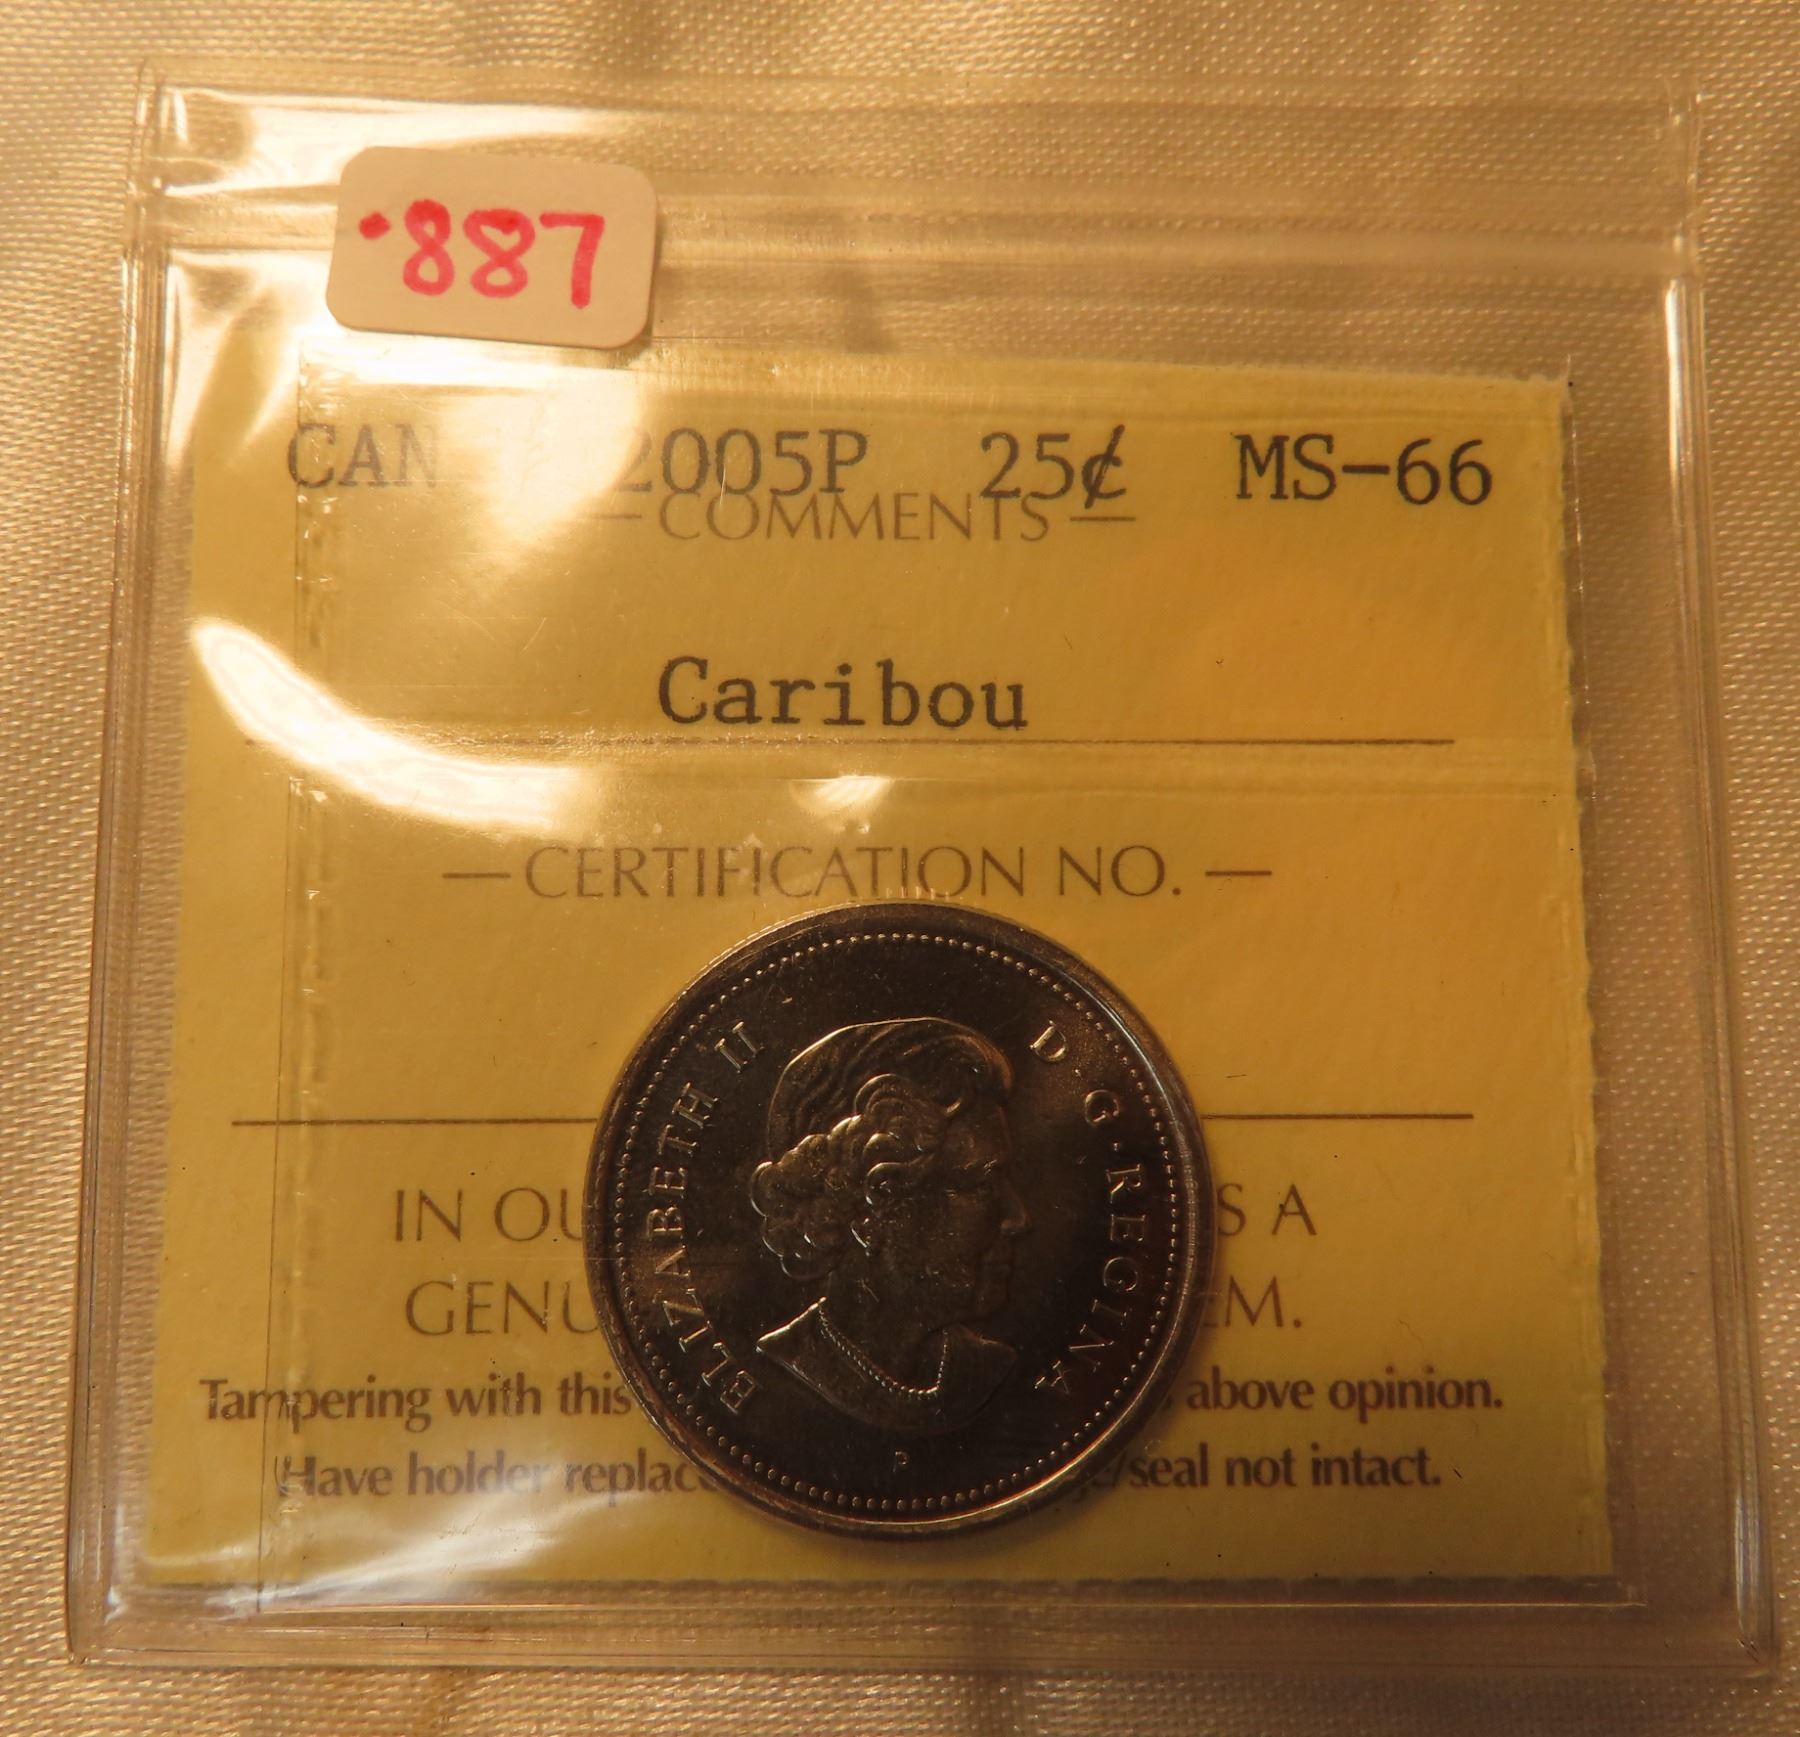 ·887
CAN 2005P 25¢ MS-66
— COMMENTS —
Caribou
— CERTIFICATION NO. —
IN OU S A
GENU EM.
Tampering with this above opinion.
Have holder replac /seal not intact.
ELIZABETH II D·G·REGINA
P